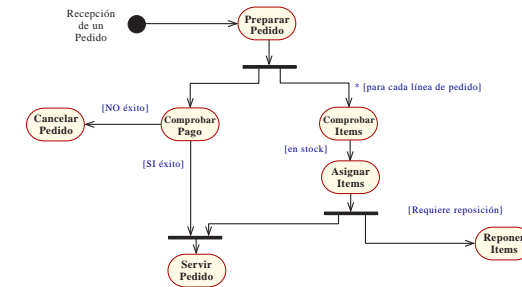 Recepción
de un
Pedido
Preparar
Pedido
* [para cada línea de pedido]
[NO éxito]
Cancelar
Pedido
Comprobar
Pago
Comprobar
Items
[en stock]
[SI éxito]
Asignar
Items
[Requiere reposición]
Reponer
Items
Servir
Pedido